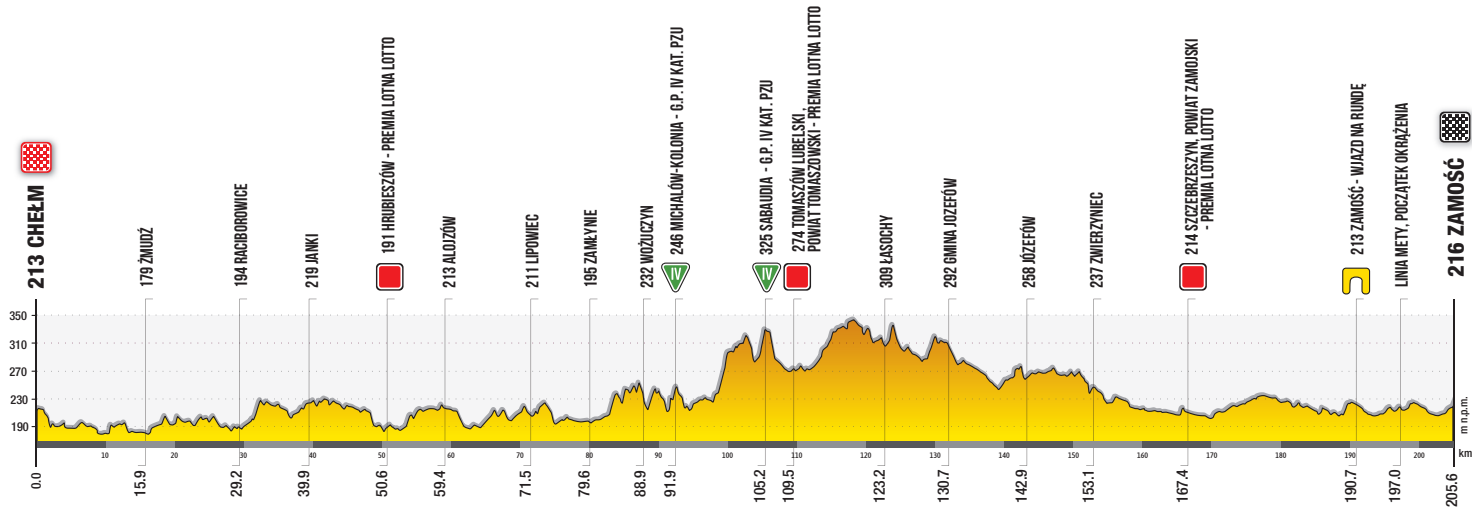 213 CHEŁM
179 ŻMUDŹ
194 RACIBOROWICE
219 JANKI
191 HRUBIESZÓW - PREMIA LOTNA LOTTO
213 ALOJZÓW
211 LIPOWIEC
195 ZAMŁYNIE
232 WOŻUCZYN
246 MICHALÓW-KOLONIA - G.P. IV KAT. PZU
325 SABAUDIA - G.P. IV KAT. PZU
274 TOMASZÓW LUBELSKI,
POWIAT TOMASZOWSKI - PREMIA LOTNA LOTTO
309 ŁASOCHY
292 GMINA JOZEFÓW
258 JÓZEFÓW
237 ZWIERZYNIEC
214 SZCZEBRZESZYN, POWIAT ZAMOJSKI
- PREMIA LOTNA LOTTO
213 ZAMOŚĆ - WJAZD NA RUNDĘ
LINIA METY, POCZĄTEK OKRĄŻENIA
216 ZAMOŚĆ
IV
IV
350
310
270
230
190
m n.p.m.
10 20 30 40 50 60 70 80 90 100 110 120 130 140 150 160 170 180 190 200 km
0.0 15.9 29.2 39.9 50.6 59.4 71.5 79.6 88.9 91.9 105.2 109.5 123.2 130.7 142.9 153.1 167.4 190.7 197.0 205.6